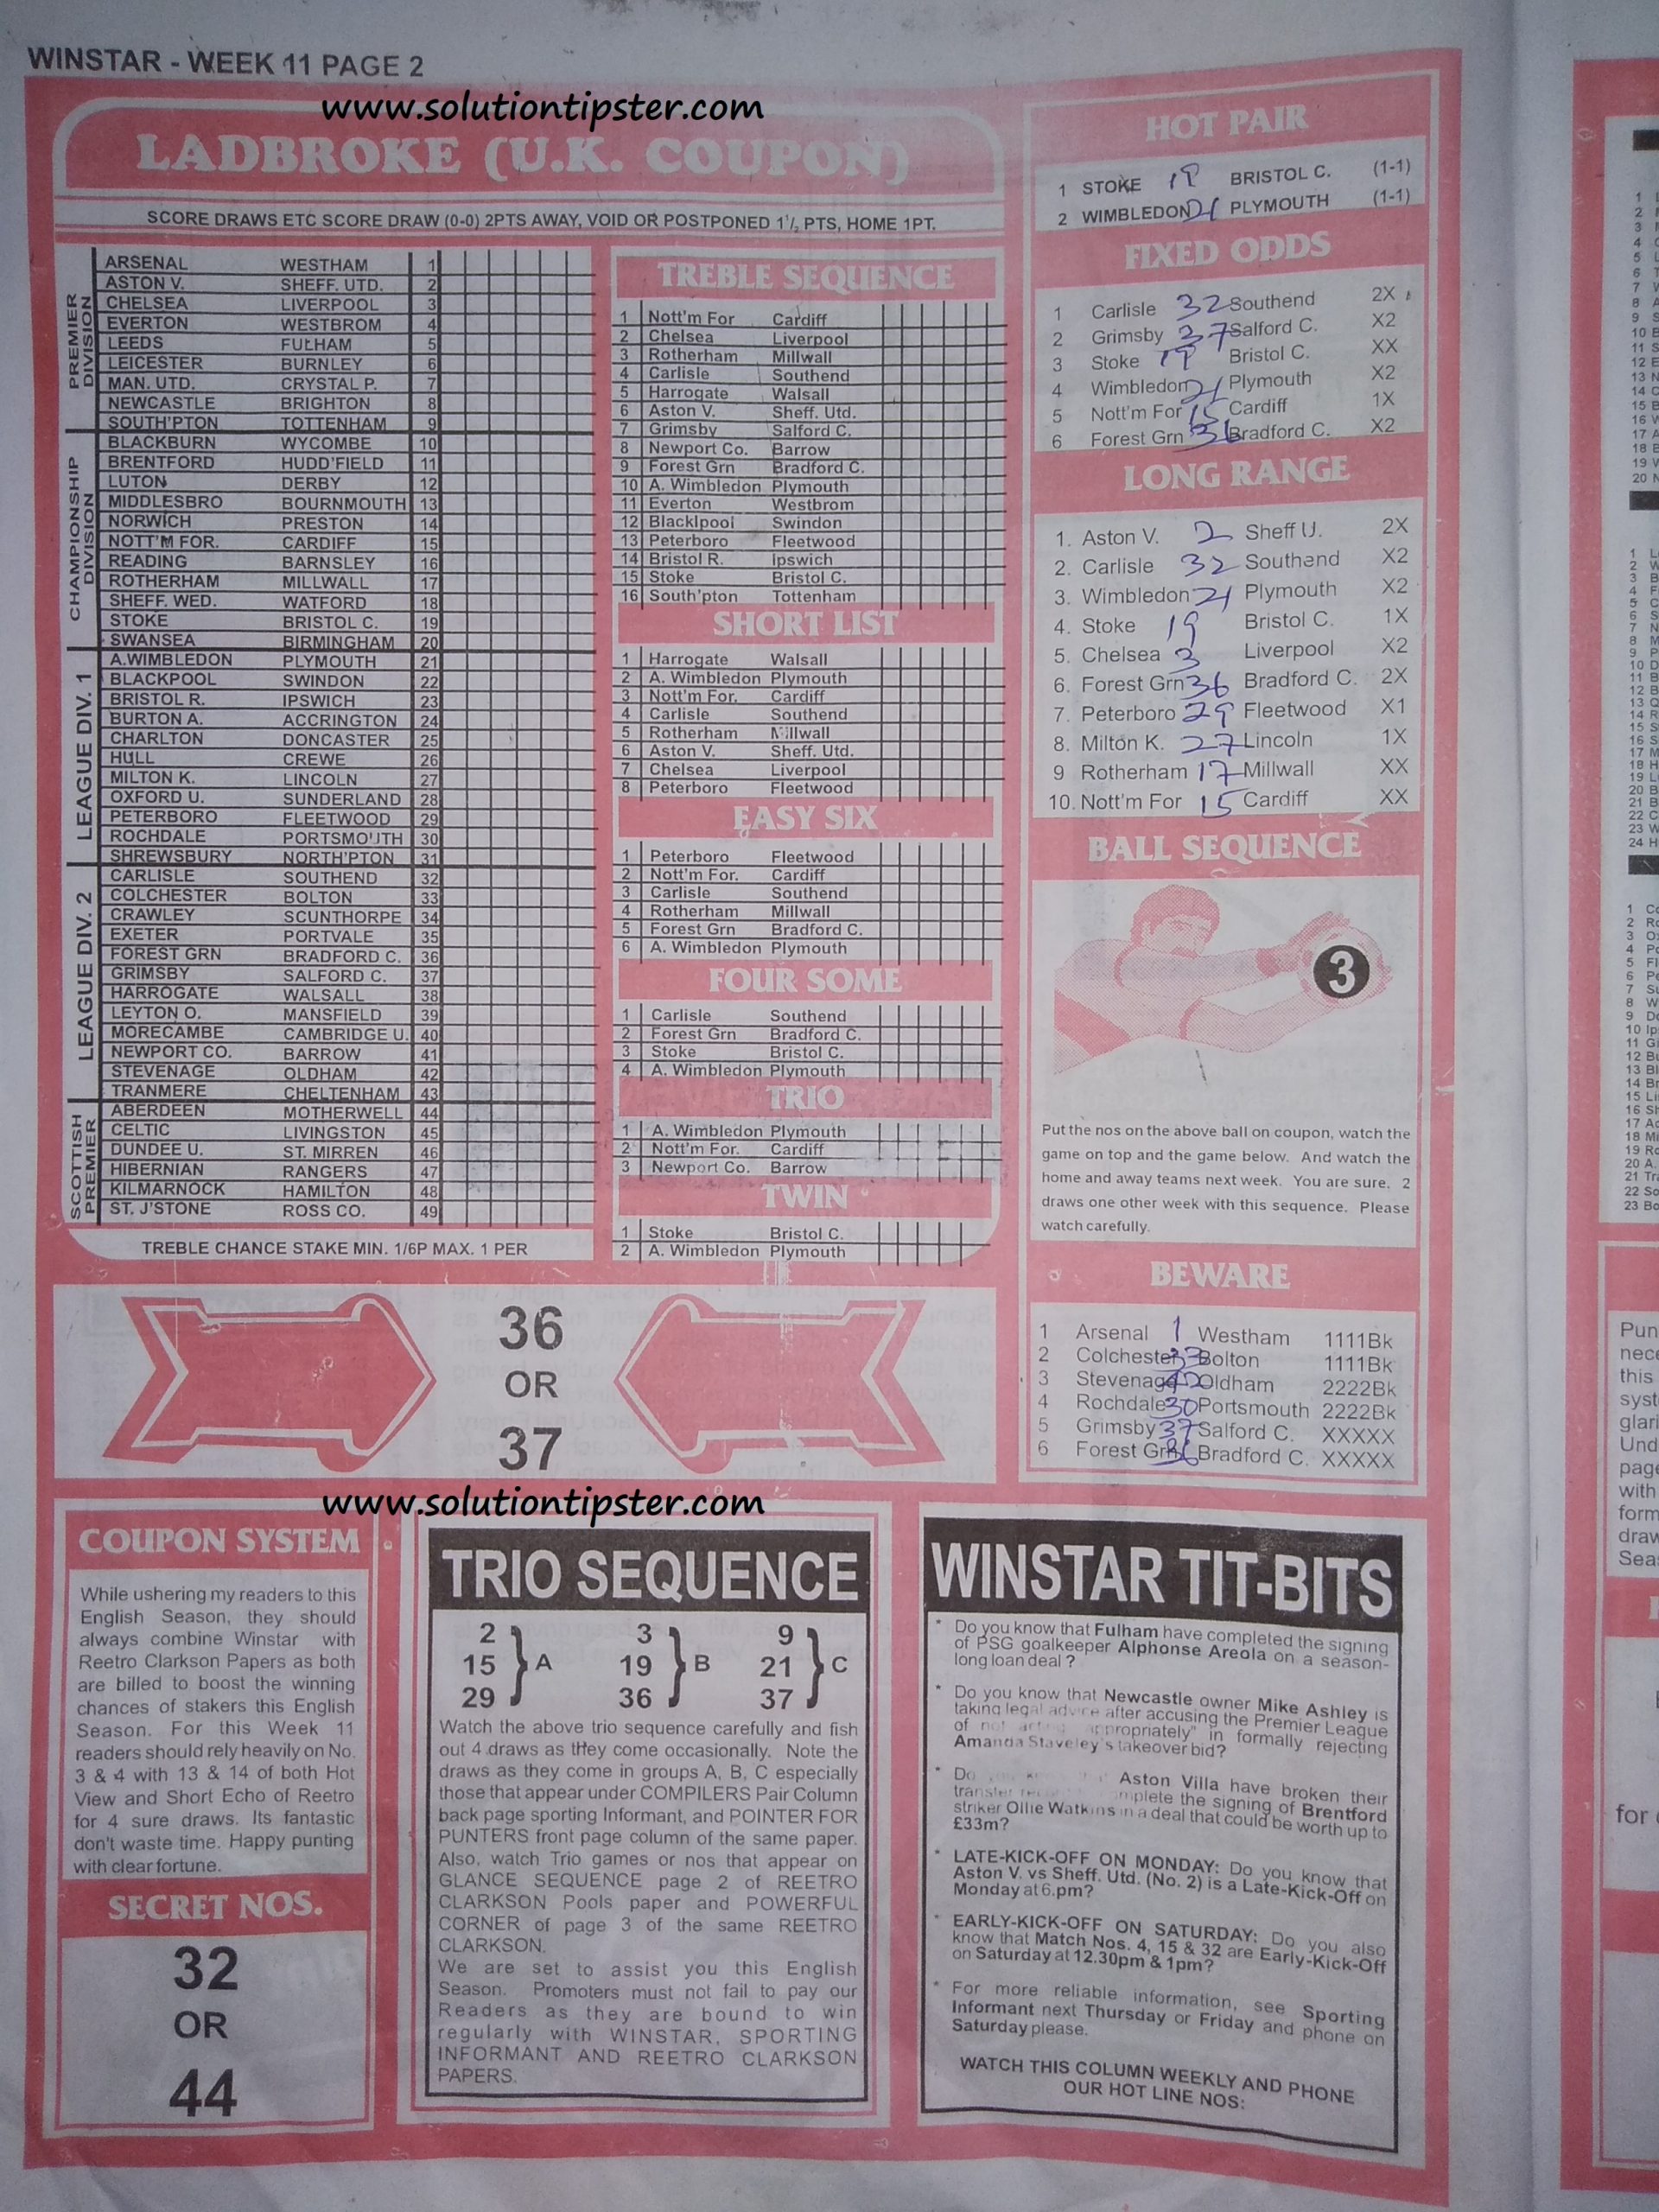 WINSTAR - WEEK 11 PAGE 2
www.solutiontipster.com
LADBROKE (U.K. COUPON)
SCORE DRAWS ETC SCORE DRAW (0-0) 2PTS AWAY, VOID OR POSTPONED 1½ PTS, HOME 1PT.
PREMIER DIVISION
ARSENAL WESTHAM 1
ASTON V. SHEFF. UTD. 2
CHELSEA LIVERPOOL 3
EVERTON WESTBROM 4
LEEDS FULHAM 5
LEICESTER BURNLEY 6
MAN. UTD. CRYSTAL P. 7
NEWCASTLE BRIGHTON 8
SOUTH'PTON TOTTENHAM 9
CHAMPIONSHIP DIVISION
BLACKBURN WYCOMBE 10
BRENTFORD HUDD'FIELD 11
LUTON DERBY 12
MIDDLESBRO BOURNMOUTH 13
NORWICH PRESTON 14
NOTT'M FOR. CARDIFF 15
READING BARNSLEY 16
ROTHERHAM MILLWALL 17
SHEFF. WED. WATFORD 18
STOKE BRISTOL C. 19
SWANSEA BIRMINGHAM 20
LEAGUE DIV. 1
A.WIMBLEDON PLYMOUTH 21
BLACKPOOL SWINDON 22
BRISTOL R. IPSWICH 23
BURTON A. ACCRINGTON 24
CHARLTON DONCASTER 25
HULL CREWE 26
MILTON K. LINCOLN 27
OXFORD U. SUNDERLAND 28
PETERBORO FLEETWOOD 29
ROCHDALE PORTSMOUTH 30
SHREWSBURY NORTH'PTON 31
LEAGUE DIV. 2
CARLISLE SOUTHEND 32
COLCHESTER BOLTON 33
CRAWLEY SCUNTHORPE 34
EXETER PORTVALE 35
FOREST GRN BRADFORD C. 36
GRIMSBY SALFORD C. 37
HARROGATE WALSALL 38
LEYTON O. MANSFIELD 39
MORECAMBE CAMBRIDGE U. 40
NEWPORT CO. BARROW 41
STEVENAGE OLDHAM 42
TRANMERE CHELTENHAM 43
SCOTTISH PREMIER
ABERDEEN MOTHERWELL 44
CELTIC LIVINGSTON 45
DUNDEE U. ST. MIRREN 46
HIBERNIAN RANGERS 47
KILMARNOCK HAMILTON 48
ST. J'STONE ROSS CO. 49
TREBLE CHANCE STAKE MIN. 1/6P MAX. 1 PER
TREBLE SEQUENCE
1 Nott'm For Cardiff
2 Chelsea Liverpool
3 Rotherham Millwall
4 Carlisle Southend
5 Harrogate Walsall
6 Aston V. Sheff. Utd.
7 Grimsby Salford C.
8 Newport Co. Barrow
9 Forest Grn Bradford C.
10 A. Wimbledon Plymouth
11 Everton Westbrom
12 Blacklpool Swindon
13 Peterboro Fleetwood
14 Bristol R. Ipswich
15 Stoke Bristol C.
16 South'pton Tottenham
SHORT LIST
1 Harrogate Walsall
2 A. Wimbledon Plymouth
3 Nott'm For. Cardiff
4 Carlisle Southend
5 Rotherham Millwall
6 Aston V. Sheff. Utd.
7 Chelsea Liverpool
8 Peterboro Fleetwood
EASY SIX
1 Peterboro Fleetwood
2 Nott'm For. Cardiff
3 Carlisle Southend
4 Rotherham Millwall
5 Forest Grn Bradford C.
6 A. Wimbledon Plymouth
FOUR SOME
1 Carlisle Southend
2 Forest Grn Bradford C.
3 Stoke Bristol C.
4 A. Wimbledon Plymouth
TRIO
1 A. Wimbledon Plymouth
2 Nott'm For. Cardiff
3 Newport Co. Barrow
TWIN
1 Stoke Bristol C.
2 A. Wimbledon Plymouth
HOT PAIR
1 STOKE 19 BRISTOL C. (1-1)
2 WIMBLEDON 21 PLYMOUTH (1-1)
FIXED ODDS
1 Carlisle 32 Southend 2X
2 Grimsby 37 Salford C. X2
3 Stoke 19 Bristol C. XX
4 Wimbledon 21 Plymouth X2
5 Nott'm For 15 Cardiff 1X
6 Forest Grn 36 Bradford C. X2
LONG RANGE
1. Aston V. 2 Sheff U. 2X
2. Carlisle 32 Southend X2
3. Wimbledon 21 Plymouth X2
4. Stoke 19 Bristol C. 1X
5. Chelsea 3 Liverpool X2
6. Forest Grn 36 Bradford C. 2X
7. Peterboro 29 Fleetwood X1
8. Milton K. 27 Lincoln 1X
9 Rotherham 17 Millwall XX
10. Nott'm For 15 Cardiff XX
BALL SEQUENCE
3
Put the nos on the above ball on coupon, watch the
game on top and the game below. And watch the
home and away teams next week. You are sure. 2
draws one other week with this sequence. Please
watch carefully.
BEWARE
1 Arsenal 1 Westham 1111Bk
2 Colchester 33 Bolton 1111Bk
3 Stevenage 42 Oldham 2222Bk
4 Rochdale 30 Portsmouth 2222Bk
5 Grimsby 37 Salford C. XXXXX
6 Forest Grn 36 Bradford C. XXXXX
36
OR
37
www.solutiontipster.com
COUPON SYSTEM
While ushering my readers to this
English Season, they should
always combine Winstar with
Reetro Clarkson Papers as both
are billed to boost the winning
chances of stakers this English
Season. For this Week 11
readers should rely heavily on No.
3 & 4 with 13 & 14 of both Hot
View and Short Echo of Reetro
for 4 sure draws. Its fantastic
don't waste time. Happy punting
with clear fortune.
SECRET NOS.
32
OR
44
TRIO SEQUENCE
2 3 9
15 A 19 B 21 C
29 36 37
Watch the above trio sequence carefully and fish
out 4 draws as they come occasionally. Note the
draws as they come in groups A, B, C especially
those that appear under COMPILERS Pair Column
back page sporting Informant, and POINTER FOR
PUNTERS front page column of the same paper.
Also, watch Trio games or nos that appear on
GLANCE SEQUENCE page 2 of REETRO
CLARKSON Pools paper and POWERFUL
CORNER of page 3 of the same REETRO
CLARKSON.
We are set to assist you this English
Season. Promoters must not fail to pay our
Readers as they are bound to win
regularly with WINSTAR, SPORTING
INFORMANT AND REETRO CLARKSON
PAPERS.
WINSTAR TIT-BITS
* Do you know that Fulham have completed the signing
of PSG goalkeeper Alphonse Areola on a season-
long loan deal ?
* Do you know that Newcastle owner Mike Ashley is
taking legal advice after accusing the Premier League
of not acting appropriately" in formally rejecting
Amanda Staveley's takeover bid?
* Do Aston Villa have broken their
transfer the signing of Brentford
striker Ollie Watkins in a deal that could be worth up to
£33m?
* LATE-KICK-OFF ON MONDAY: Do you know that
Aston V. vs Sheff. Utd. (No. 2) is a Late-Kick-Off on
Monday at 6.pm?
* EARLY-KICK-OFF ON SATURDAY: Do you also
know that Match Nos. 4, 15 & 32 are Early-Kick-Off
on Saturday at 12.30pm & 1pm?
* For more reliable information, see Sporting
Informant next Thursday or Friday and phone on
Saturday please.
WATCH THIS COLUMN WEEKLY AND PHONE
OUR HOT LINE NOS: